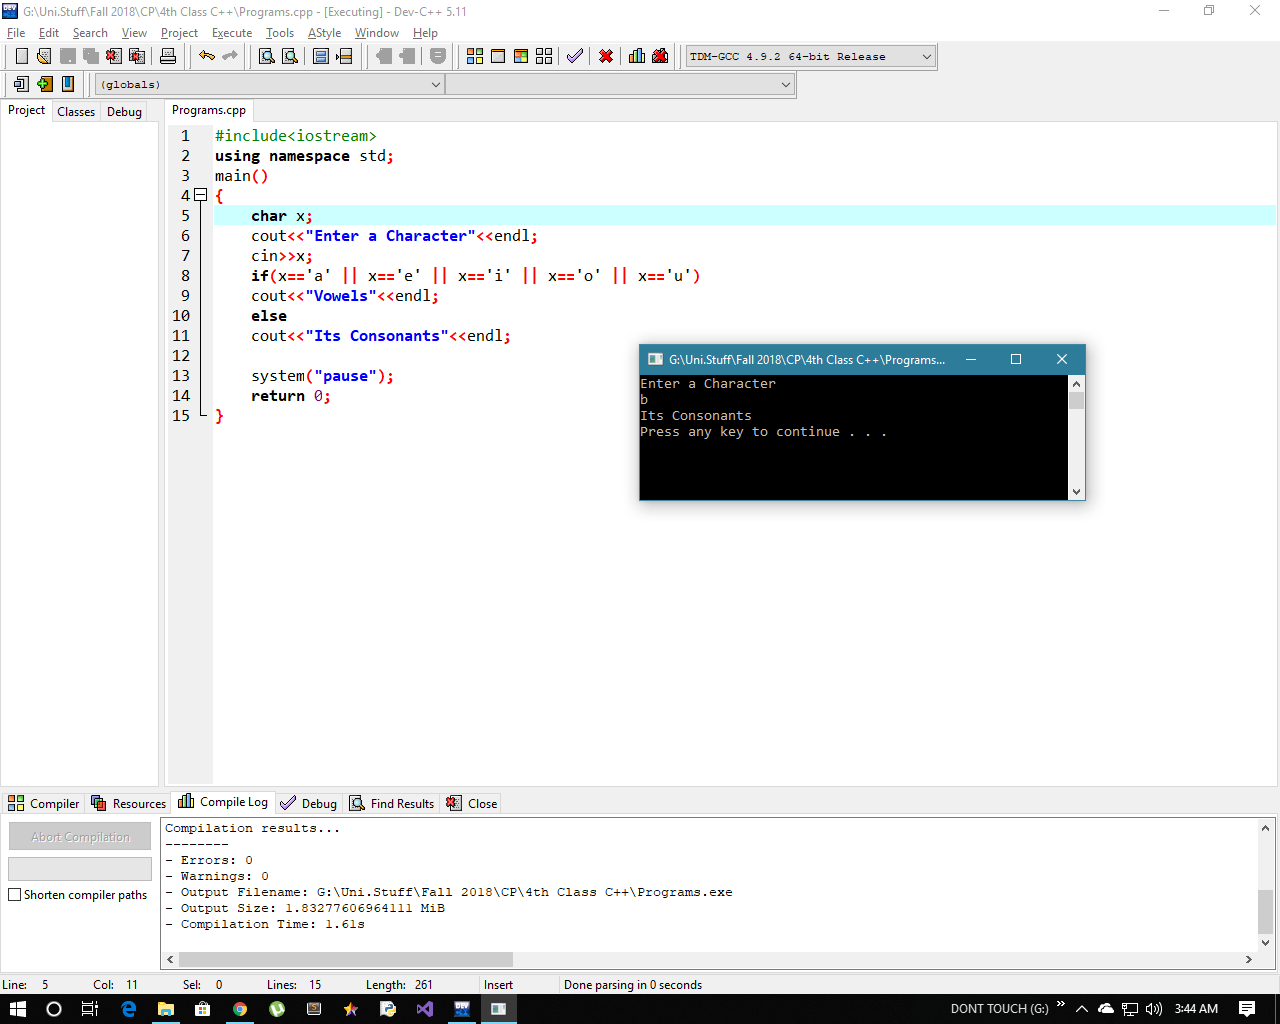 G:\Uni.Stuff\Fall 2018\CP\4th Class C++\Programs.cpp - [Executing] - Dev-C++ 5.11
File Edit Search View Project Execute Tools AStyle Window Help
TDM-GCC 4.9.2 64-bit Release
(globals)
Project Classes Debug
Programs.cpp
1 #include<iostream>
2 using namespace std;
3 main()
4 {
5 char x;
6 cout<<"Enter a Character"<<endl;
7 cin>>x;
8 if(x=='a' || x=='e' || x=='i' || x=='o' || x=='u')
9 cout<<"Vowels"<<endl;
10 else
11 cout<<"Its Consonants"<<endl;
12
13 system("pause");
14 return 0;
15 }
G:\Uni.Stuff\Fall 2018\CP\4th Class C++\Programs...
Enter a Character
b
Its Consonants
Press any key to continue . . .
Compiler Resources Compile Log Debug Find Results Close
Abort Compilation
Shorten compiler paths
Compilation results...
--------
- Errors: 0
- Warnings: 0
- Output Filename: G:\Uni.Stuff\Fall 2018\CP\4th Class C++\Programs.exe
- Output Size: 1.83277606964111 MiB
- Compilation Time: 1.61s
Line: 5 Col: 11 Sel: 0 Lines: 15 Length: 261 Insert Done parsing in 0 seconds
DONT TOUCH (G:) 3:44 AM